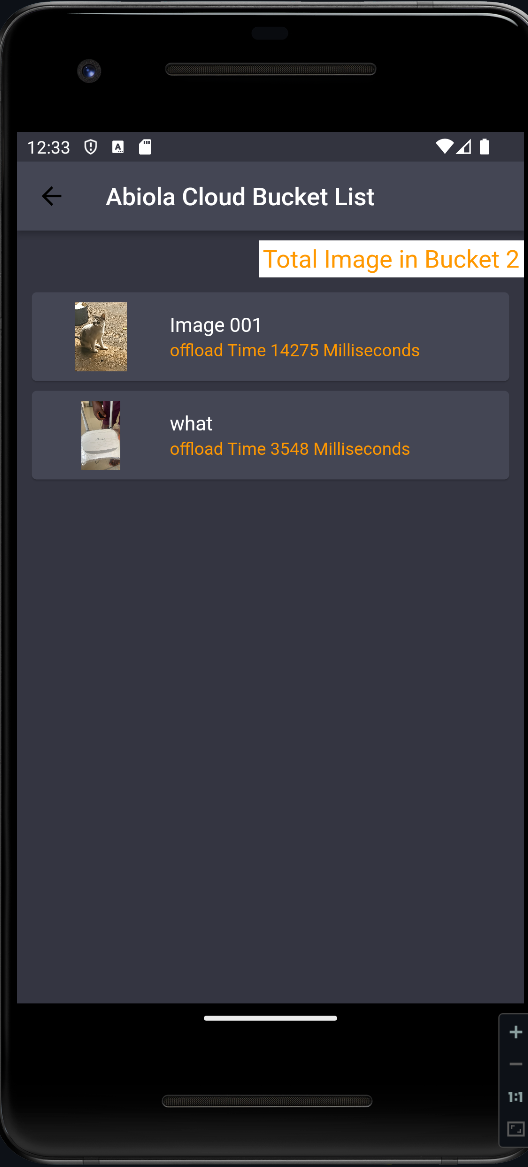 12:33
Abiola Cloud Bucket List
Total Image in Bucket 2
Image 001
offload Time 14275 Milliseconds
what
offload Time 3548 Milliseconds
1:1